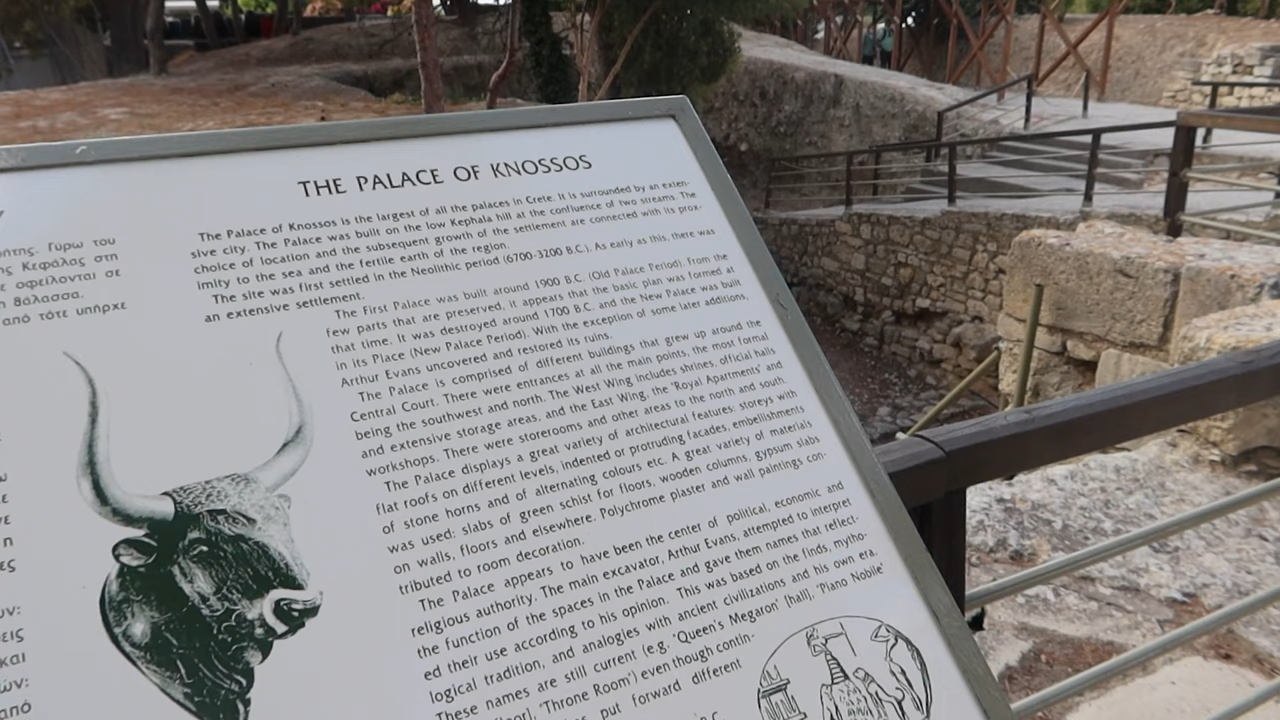 ρήτης. Γύρω του
ης Κεφάλας στη
ε οφείλονται σε
η θάλασσα.
από τότε υπήρχε
THE PALACE OF KNOSSOS
The Palace of Knossos is the largest of all the palaces in Crete. It is surrounded by an exten-
sive city. The Palace was built on the low Kephala hill at the confluence of two streams. The
choice of location and the subsequent growth of the settlement are connected with its prox-
imity to the sea and the fertile earth of the region.
The site was first settled in the Neolithic period (6700-3200 B.C.). As early as this, there was
an extensive settlement.
The First Palace was built around 1900 B.C. (Old Palace Period). From the
few parts that are preserved, it appears that the basic plan was formed at
that time. It was destroyed around 1700 B.C. and the New Palace was built
in its Place (New Palace Period). With the exception of some later additions,
Arthur Evans uncovered and restored its ruins.
The Palace is comprised of different buildings that grew up around the
Central Court. There were entrances at all the main points, the most formal
being the southwest and north. The West Wing includes shrines, official halls
and extensive storage areas, and the East Wing, the 'Royal Apartments' and
workshops. There were storerooms and other areas to the north and south.
The Palace displays a great variety of architectural features: storeys with
flat roofs on different levels, indented or protruding facades, embellishments
of stone horns and of alternating colours etc. A great variety of materials
was used: slabs of green schist for floors, wooden columns, gypsum slabs
on walls, floors and elsewhere. Polychrome plaster and wall paintings con-
tributed to room decoration.
The Palace appears to have been the center of political, economic and
religious authority. The main excavator, Arthur Evans, attempted to interpret
the function of the spaces in the Palace and gave them names that reflect-
ed their use according to his opinion. This was based on the finds, mytho-
logical tradition, and analogies with ancient civilizations and his own era.
These names are still current (e.g. 'Queen's Megaron' [hall], 'Piano Nobile'
'Throne Room') even though contin-
put forward different
ών:
εις
και
ών:
από